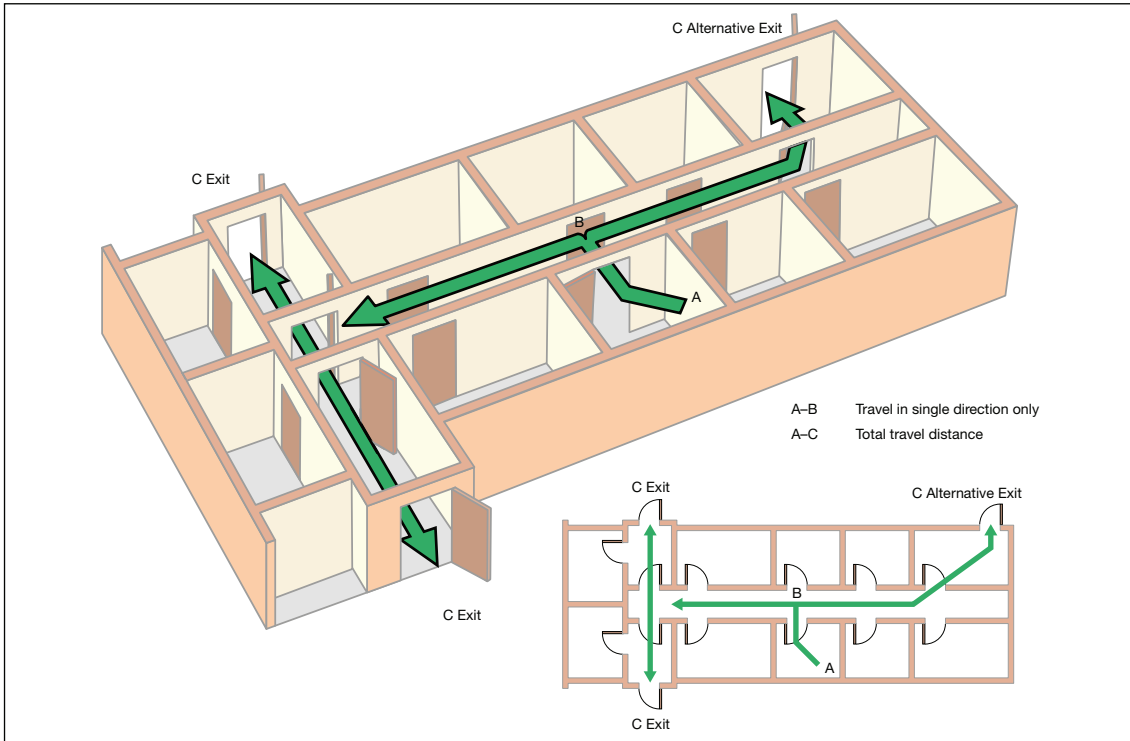 C Alternative Exit
C Exit
B
A
A–B Travel in single direction only
A–C Total travel distance
C Exit
C Exit
C Alternative Exit
B
A
C Exit